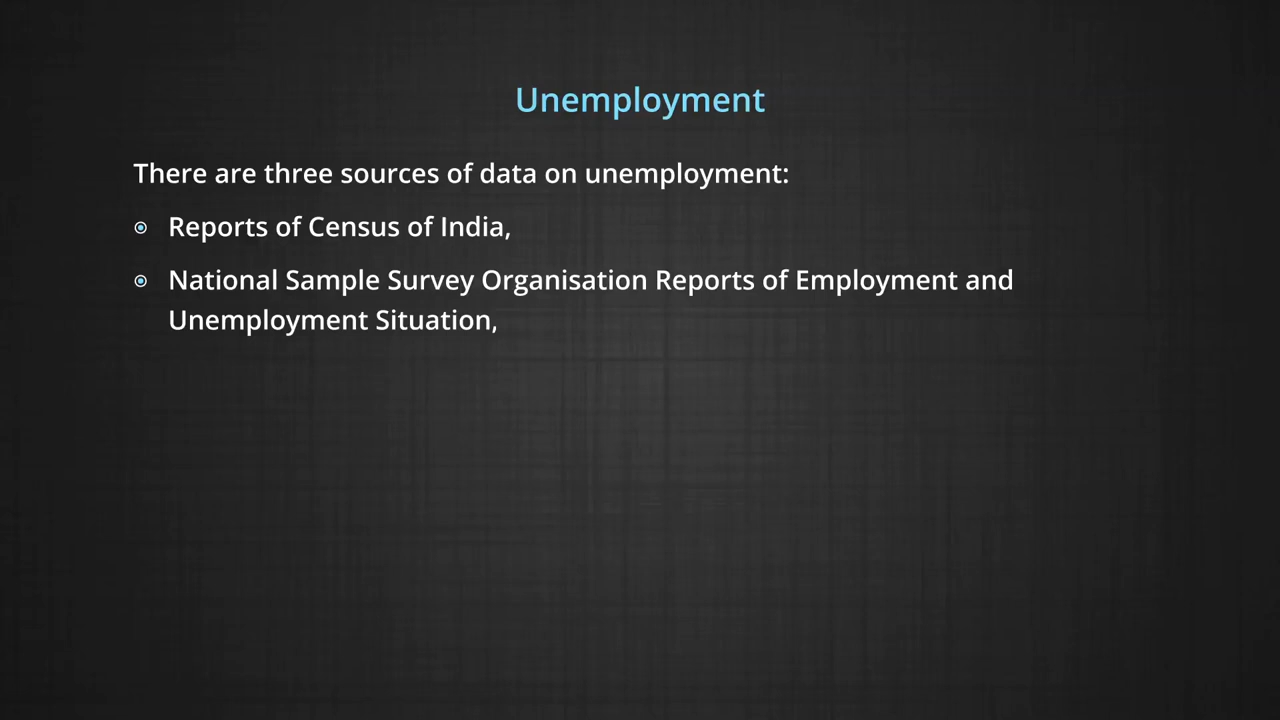 Unemployment
There are three sources of data on unemployment:
Reports of Census of India,
National Sample Survey Organisation Reports of Employment and
Unemployment Situation,